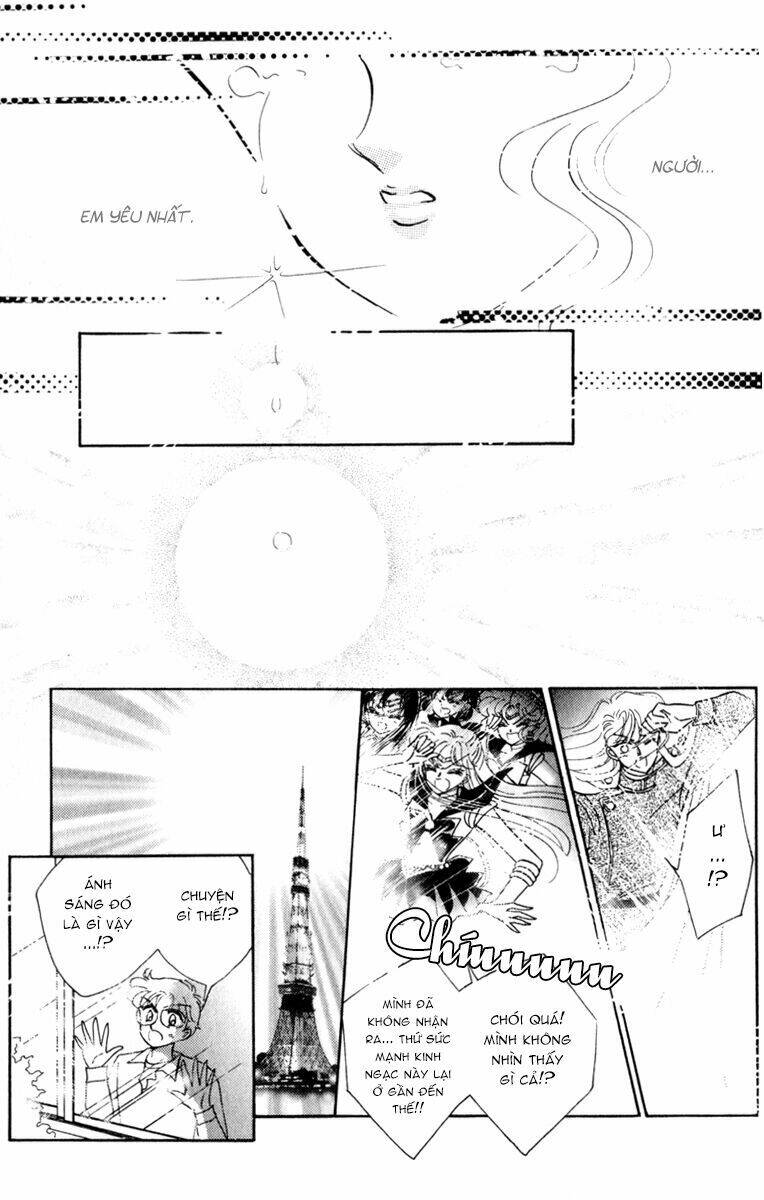 NGƯỜI...
EM YÊU NHẤT.
Ư
...
!?
Chíuuuuu
CHÓI QUÁ!
MÌNH KHÔNG
NHÌN THẤY
GÌ CẢ!?
MÌNH ĐÃ
KHÔNG NHẬN
RA... THỨ SỨC
MẠNH KINH
NGẠC NÀY LẠI
Ở GẦN ĐẾN
THẾ!!
CHUYỆN
GÌ THẾ!?
ÁNH
SÁNG ĐÓ
LÀ GÌ VẬY
...!?